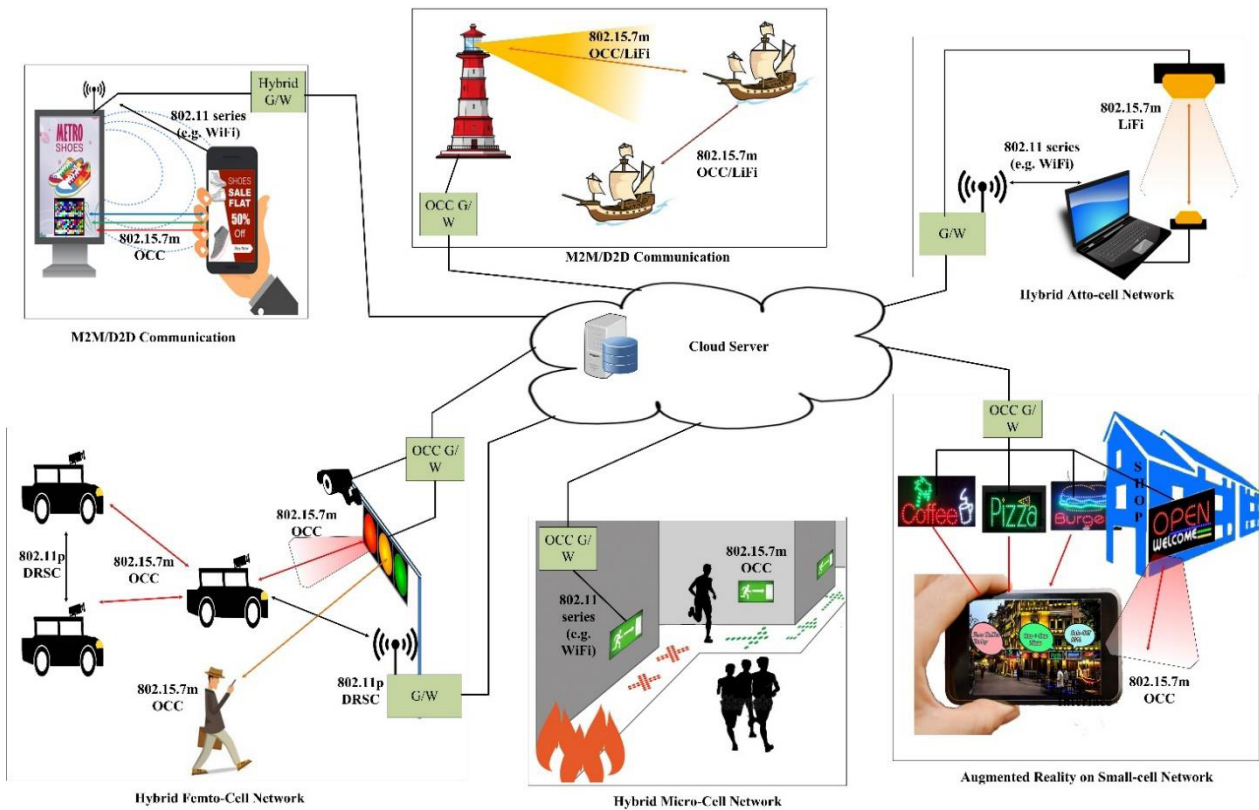 802.15.7m
OCC/LiFi
802.15.7m
OCC/LiFi
OCC G/
W
M2M/D2D Communication
Hybrid
G/W
802.11 series
(e.g. WiFi)
METRO
SHOES
SHOES
SALE
FLAT
50%
Off
802.15.7m
OCC
M2M/D2D Communication
802.15.7m
LiFi
802.11 series
(e.g. WiFi)
G/W
Hybrid Atto-cell Network
Cloud Server
OCC G/
W
802.15.7m
OCC
802.11p
DRSC
802.15.7m
OCC
802.15.7m
OCC
802.11p
DRSC
G/W
Hybrid Femto-Cell Network
OCC G/
W
802.11
series
(e.g.
WiFi)
802.15.7m
OCC
Hybrid Micro-Cell Network
OCC G/
W
Coffee
Pizza
Burger
SHOP
OPEN
WELCOME
802.15.7m
OCC
Augmented Reality on Small-cell Network